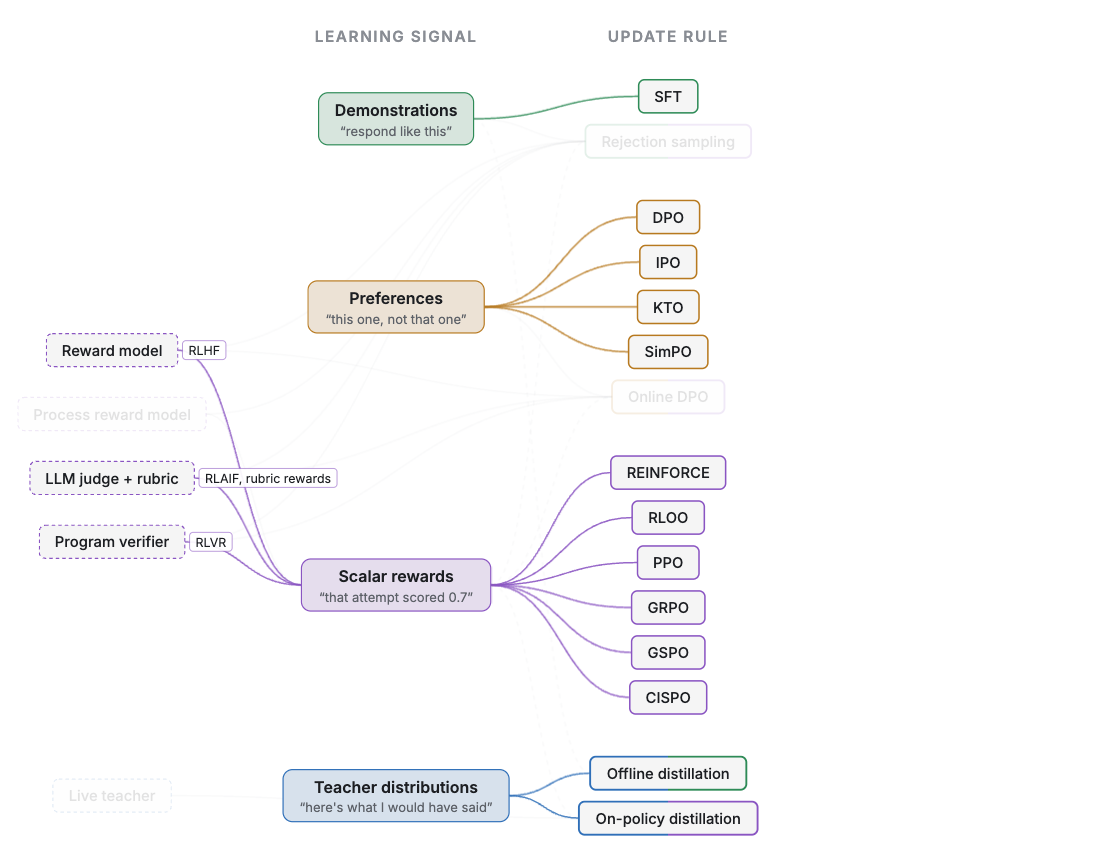 LEARNING SIGNAL
UPDATE RULE
Demonstrations
“respond like this”
SFT
Rejection sampling
DPO
IPO
Preferences
“this one, not that one”
KTO
SimPO
Reward model
RLHF
Online DPO
Process reward model
LLM judge + rubric
RLAIF, rubric rewards
REINFORCE
RLOO
Program verifier
RLVR
PPO
Scalar rewards
“that attempt scored 0.7”
GRPO
GSPO
CISPO
Offline distillation
Teacher distributions
“here's what I would have said”
Live teacher
On-policy distillation